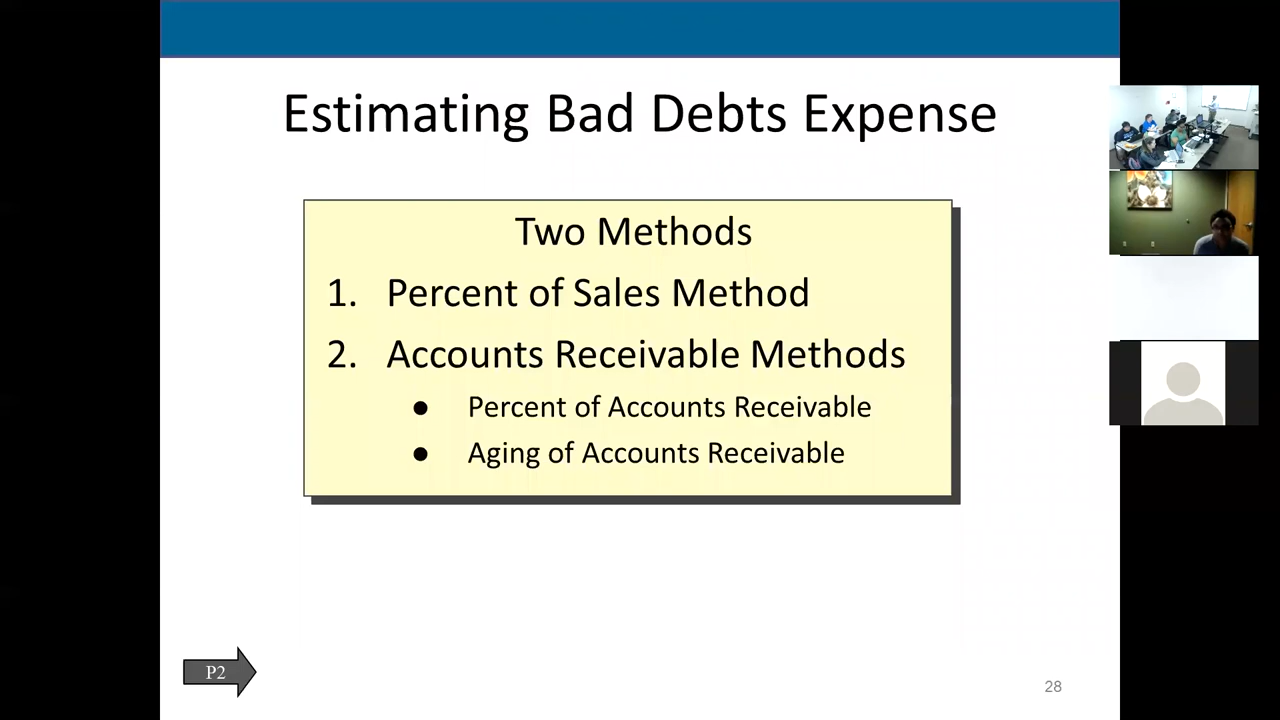 Estimating Bad Debts Expense
Two Methods
1. Percent of Sales Method
2. Accounts Receivable Methods
● Percent of Accounts Receivable
● Aging of Accounts Receivable
P2
28